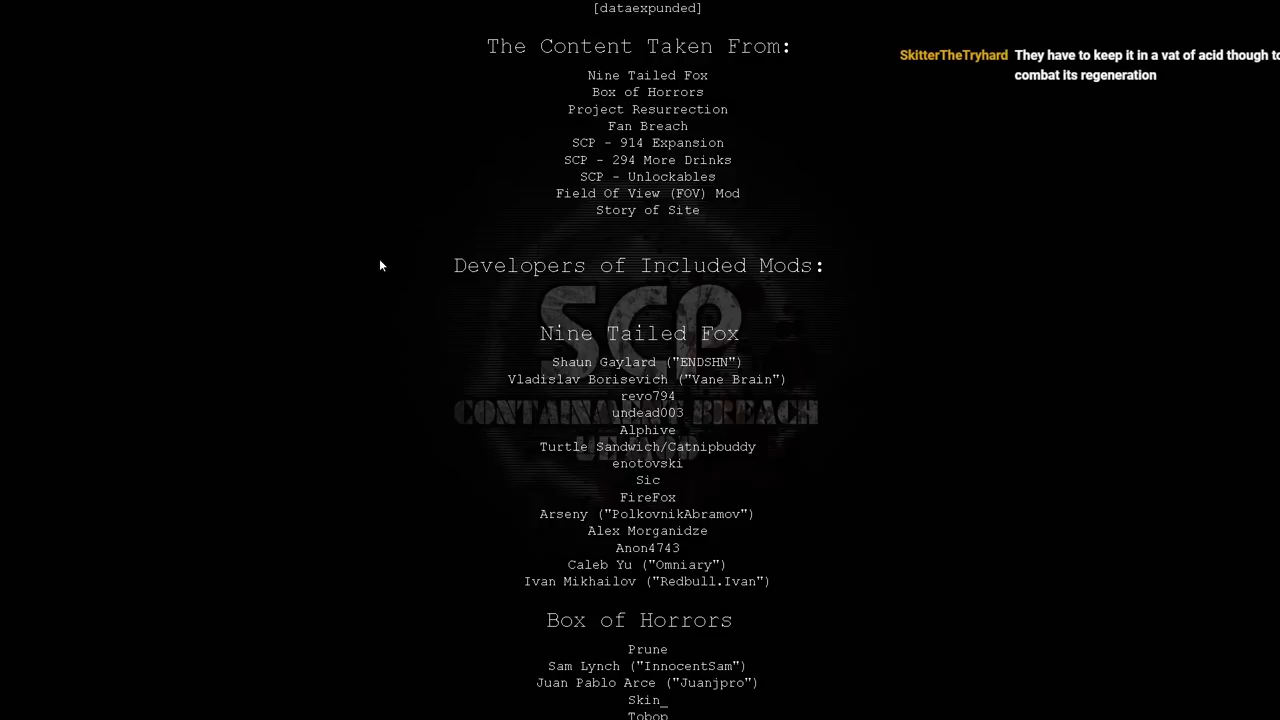 [dataexpunded]
The Content Taken From:
SkitterTheTryhard They have to keep it in a vat of acid though to
combat its regeneration
Nine Tailed Fox
Box of Horrors
Project Resurrection
Fan Breach
SCP - 914 Expansion
SCP - 294 More Drinks
SCP - Unlockables
Field Of View (FOV) Mod
Story of Site
Developers of Included Mods:
SCP
Nine Tailed Fox
Shaun Gaylard ("ENDSHN")
Vladislav Borisevich ("Vane Brain")
revo794
undead003
CONTAINMENT BREACH
Alphive
Turtle Sandwich/Catnipbuddy
enotovski
Sic
FireFox
Arseny ("PolkovnikAbramov")
Alex Morganidze
Anon4743
Caleb Yu ("Omniary")
Ivan Mikhailov ("Redbull.Ivan")
Box of Horrors
Prune
Sam Lynch ("InnocentSam")
Juan Pablo Arce ("Juanjpro")
Skin_
Tobop